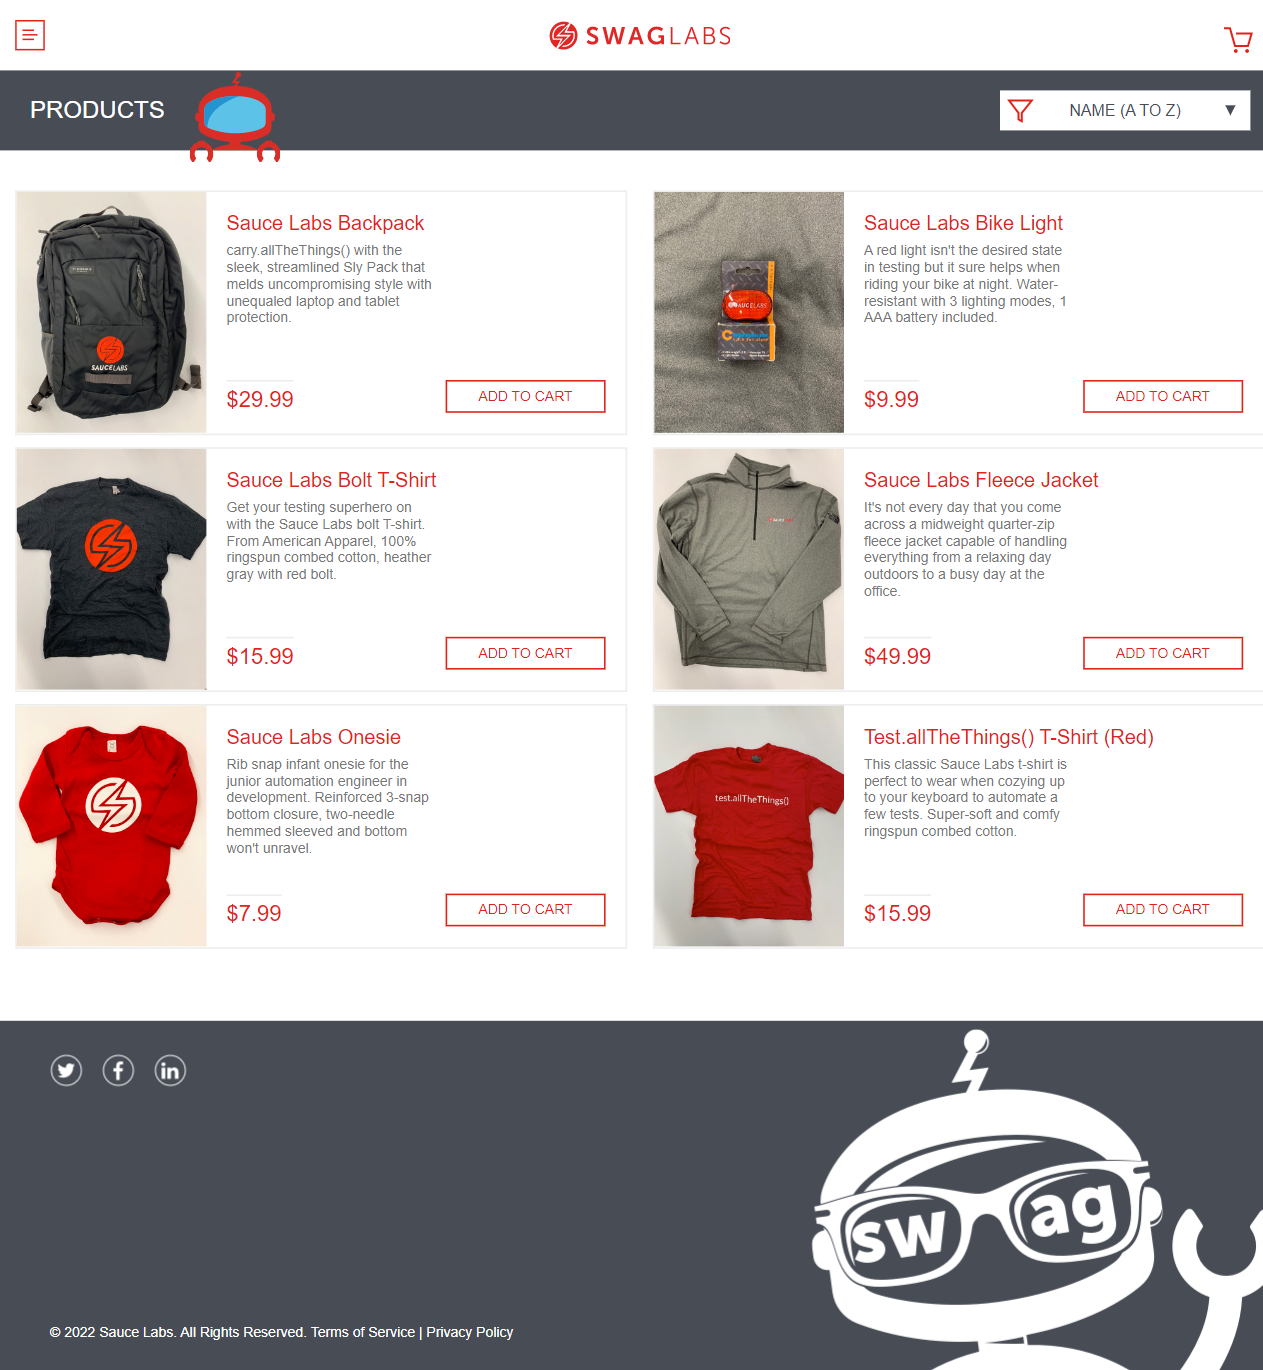 SWAGLABS
PRODUCTS
NAME (A TO Z)
Sauce Labs Backpack
carry.allTheThings() with the
sleek, streamlined Sly Pack that
melds uncompromising style with
unequaled laptop and tablet
protection.
SAUCELABS
$29.99
ADD TO CART
Sauce Labs Bike Light
A red light isn't the desired state
in testing but it sure helps when
riding your bike at night. Water-
resistant with 3 lighting modes, 1
AAA battery included.
SAUCELABS
$9.99
ADD TO CART
Sauce Labs Bolt T-Shirt
Get your testing superhero on
with the Sauce Labs bolt T-shirt.
From American Apparel, 100%
ringspun combed cotton, heather
gray with red bolt.
$15.99
ADD TO CART
Sauce Labs Fleece Jacket
It's not every day that you come
across a midweight quarter-zip
fleece jacket capable of handling
everything from a relaxing day
outdoors to a busy day at the
office.
$49.99
ADD TO CART
Sauce Labs Onesie
Rib snap infant onesie for the
junior automation engineer in
development. Reinforced 3-snap
bottom closure, two-needle
hemmed sleeved and bottom
won't unravel.
$7.99
ADD TO CART
Test.allTheThings() T-Shirt (Red)
This classic Sauce Labs t-shirt is
perfect to wear when cozying up
to your keyboard to automate a
few tests. Super-soft and comfy
ringspun combed cotton.
test.allTheThings()
$15.99
ADD TO CART
swag
© 2022 Sauce Labs. All Rights Reserved. Terms of Service | Privacy Policy